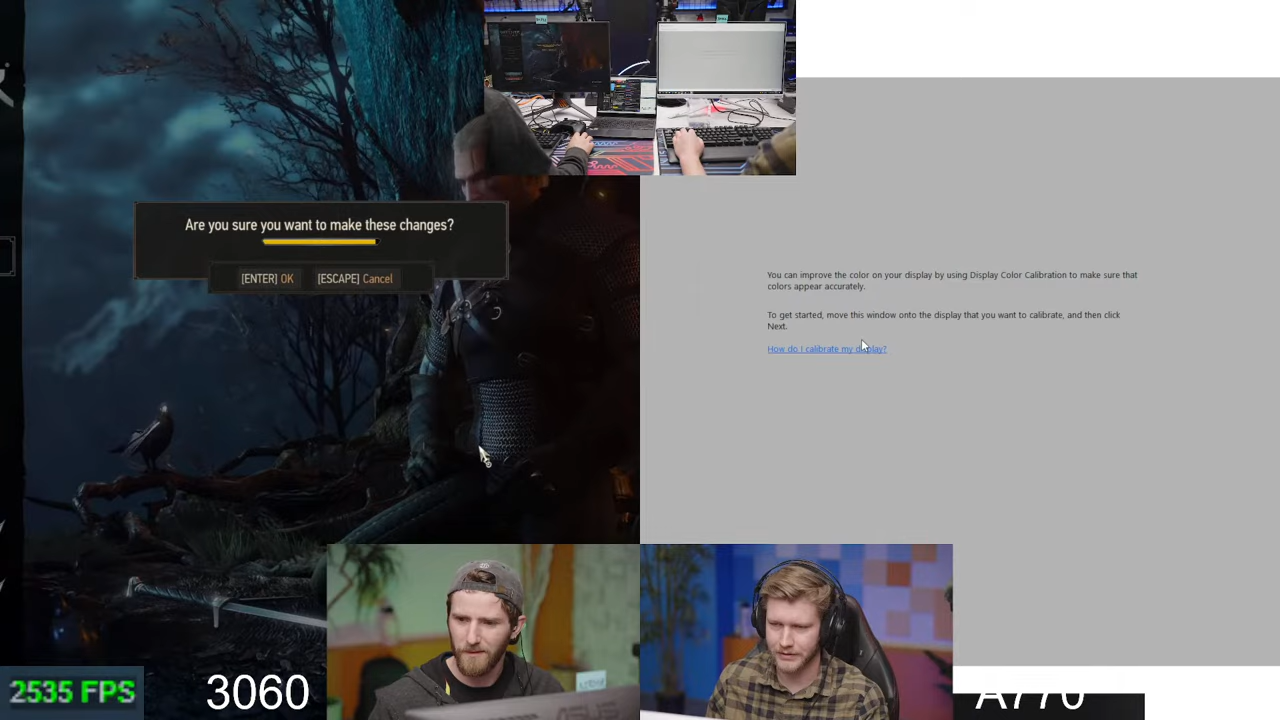 Are you sure you want to make these changes?
[ENTER] OK [ESCAPE] Cancel
You can improve the color on your display by using Display Color Calibration to make sure that
colors appear accurately.
To get started, move this window onto the display that you want to calibrate, and then click
Next.
How do I calibrate my display?
2535 FPS
3060
A770